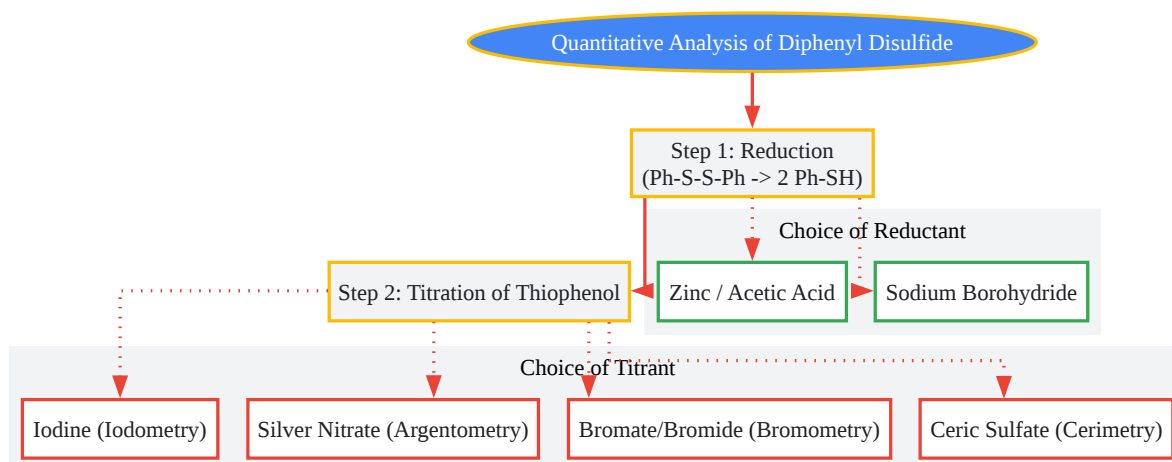 Quantitative Analysis of Diphenyl Disulfide
Step 1: Reduction
(Ph-S-S-Ph -> 2 Ph-SH)
Choice of Reductant
Step 2: Titration of Thiophenol
Zinc / Acetic Acid
Sodium Borohydride
Choice of Titrant
Iodine (Iodometry)
Silver Nitrate (Argentometry)
Bromate/Bromide (Bromometry)
Ceric Sulfate (Cerimetry)